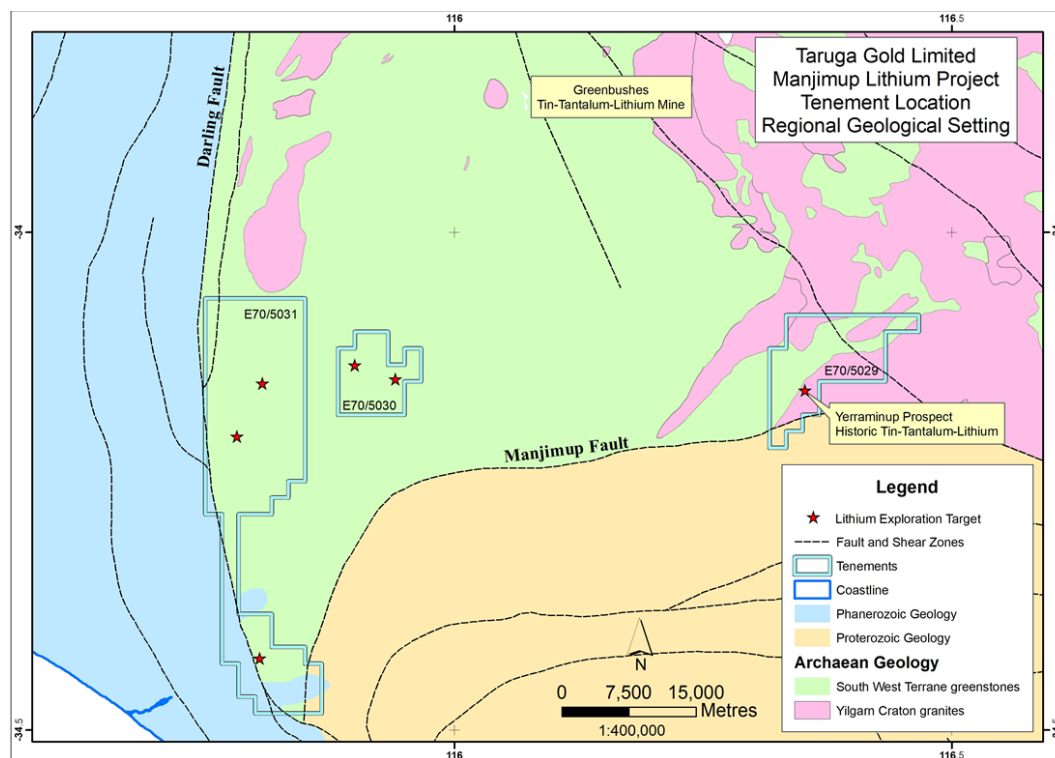 116
116.5
Taruga Gold Limited
Manjimup Lithium Project
Tenement Location
Regional Geological Setting
Greenbushes
Tin-Tantalum-Lithium Mine
Darling Fault
-34
E70/5031
E70/5030
E70/5029
Yerraminup Prospect
Historic Tin-Tantalum-Lithium
Manjimup Fault
Legend
Lithium Exploration Target
Fault and Shear Zones
Tenements
Coastline
Phanerozoic Geology
Proterozoic Geology
Archaean Geology
South West Terrane greenstones
Yilgarn Craton granites
N
0 7,500 15,000
Metres
1:400,000
116
116.5